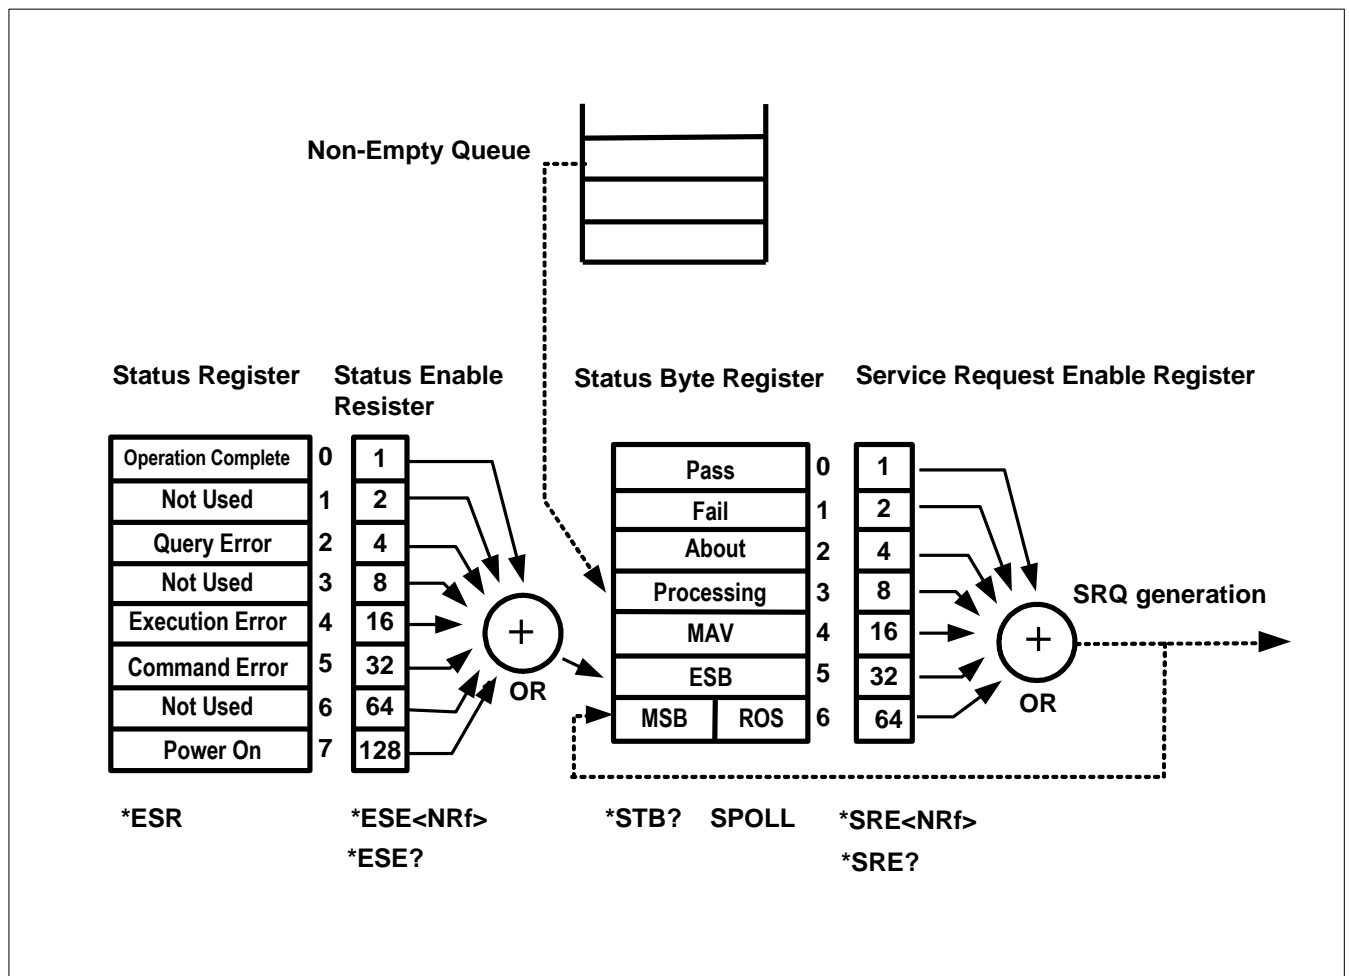 Non-Empty Queue
Status Register
Status Enable
Resister
Status Byte Register
Service Request Enable Register
Operation Complete 0 1
Not Used 1 2
Query Error 2 4
Not Used 3 8
Execution Error 4 16
Command Error 5 32
Not Used 6 64
Power On 7 128
+
OR
Pass 0 1
Fail 1 2
About 2 4
Processing 3 8
MAV 4 16
ESB 5 32
MSB ROS 6 64
+
OR
SRQ generation
*ESR
*ESE<NRf>
*ESE?
*STB? SPOLL
*SRE<NRf>
*SRE?